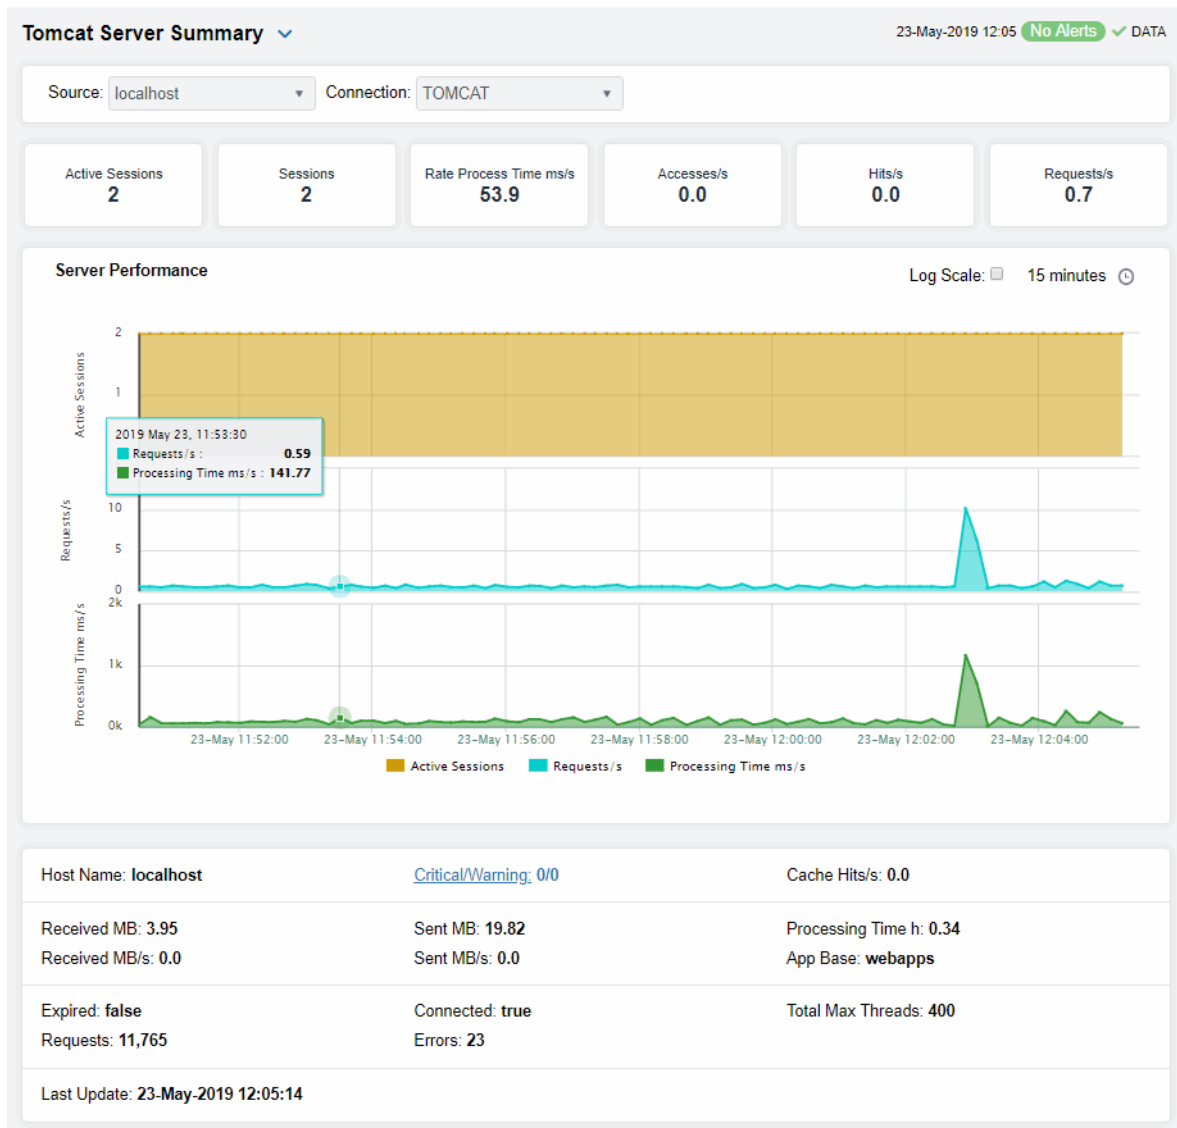 Tomcat Server Summary
23-May-2019 12:05 No Alerts DATA
Source: localhost Connection: TOMCAT
Active Sessions
2
Sessions
2
Rate Process Time ms/s
53.9
Accesses/s
0.0
Hits/s
0.0
Requests/s
0.7
Server Performance
Log Scale: 15 minutes
2
1
Active Sessions
2019 May 23, 11:53:30
Requests/s : 0.59
Processing Time ms/s : 141.77
10
5
0
Requests/s
2k
1k
0k
Processing Time ms/s
23-May 11:52:00 23-May 11:54:00 23-May 11:56:00 23-May 11:58:00 23-May 12:00:00 23-May 12:02:00 23-May 12:04:00
Active Sessions Requests/s Processing Time ms/s
Host Name: localhost Critical/Warning: 0/0 Cache Hits/s: 0.0
Received MB: 3.95 Sent MB: 19.82 Processing Time h: 0.34
Received MB/s: 0.0 Sent MB/s: 0.0 App Base: webapps
Expired: false Connected: true Total Max Threads: 400
Requests: 11,765 Errors: 23
Last Update: 23-May-2019 12:05:14